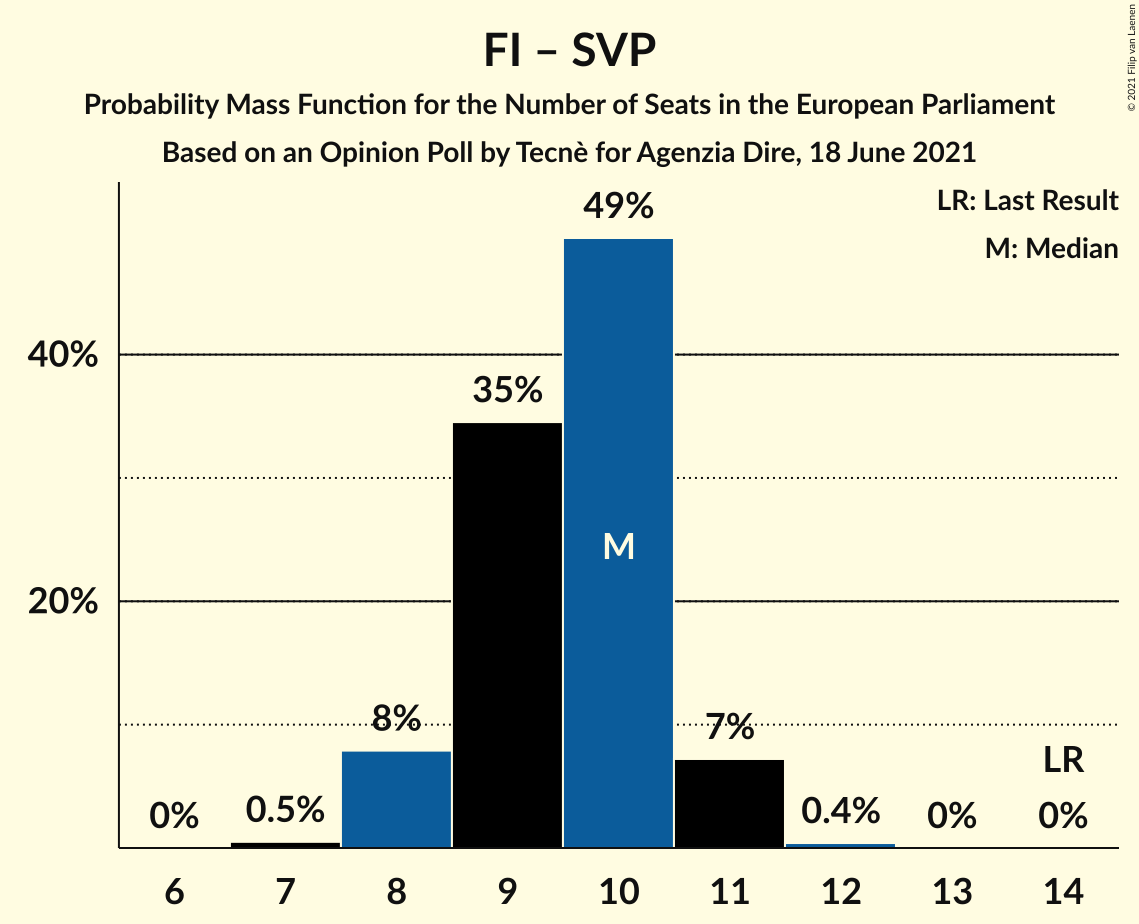 FI – SVP
Probability Mass Function for the Number of Seats in the European Parliament
Based on an Opinion Poll by Tecnè for Agenzia Dire, 18 June 2021
© 2021 Filip van Laenen
LR: Last Result
M: Median
49%
40%
35%
M
20%
8%
7%
LR
0%
0.5%
0.4%
0%
0%
6
7
8
9
10
11
12
13
14